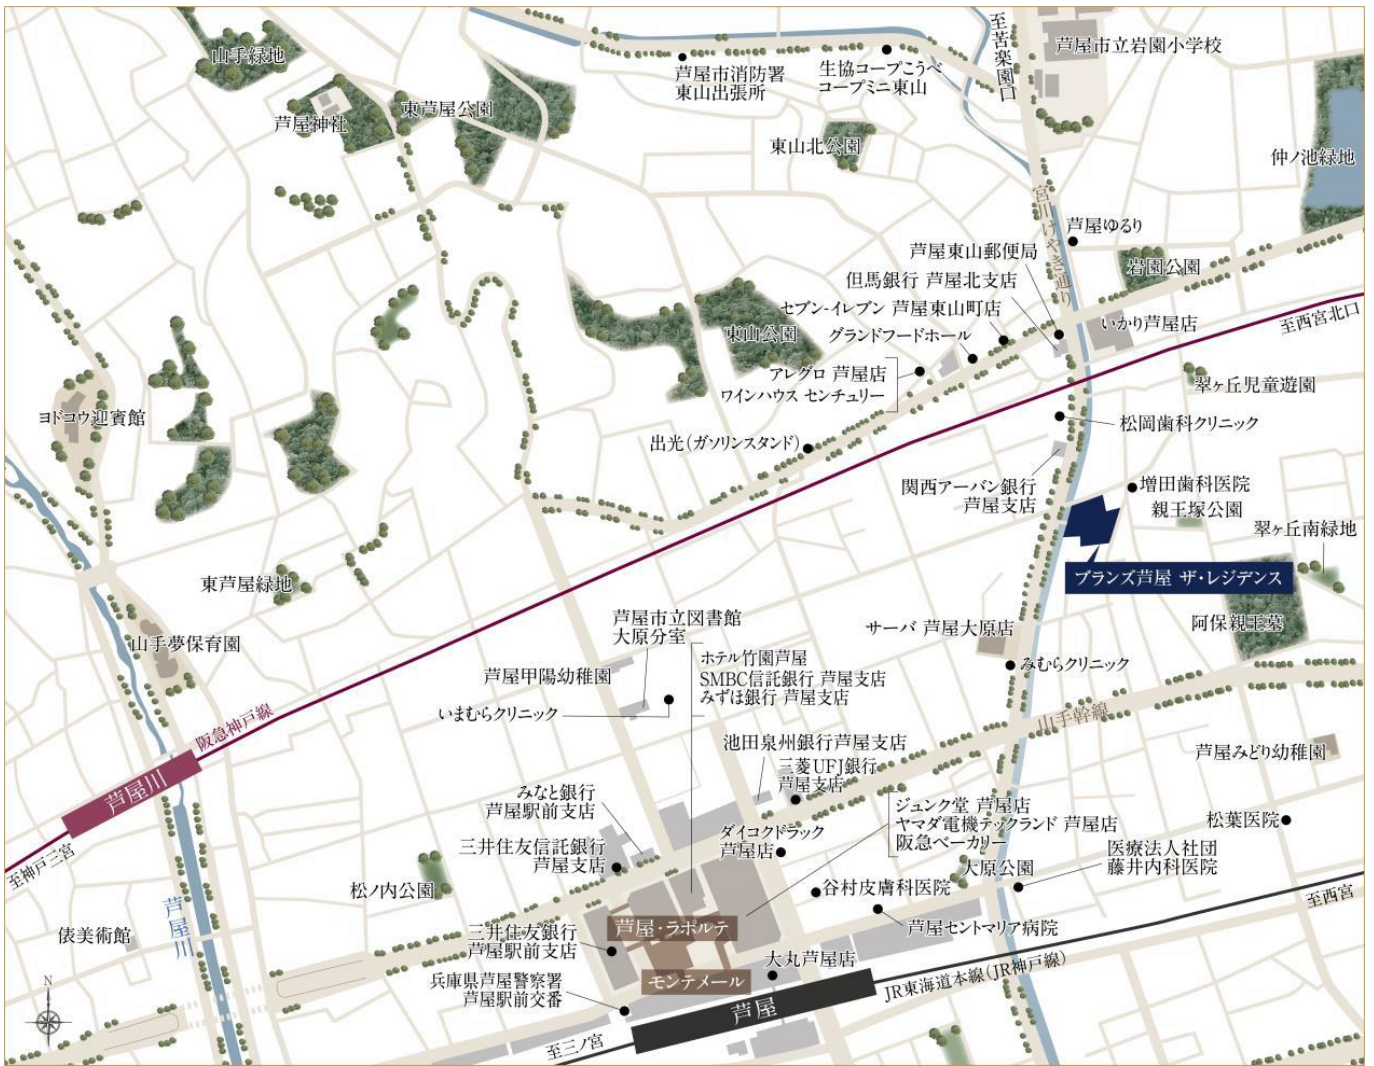 至苦楽園口
芦屋市立岩園小学校
山手緑地
芦屋市消防署
東山出張所
生協コープこうべ
コープミニ東山
東芦屋公園
芦屋神社
東山北公園
仲ノ池緑地
宮川けやき通り
芦屋ゆるり
芦屋東山郵便局
岩園公園
但馬銀行 芦屋北支店
セブン-イレブン 芦屋東山町店
至西宮北口
いかり芦屋店
東山公園
グランドフードホール
アレグロ 芦屋店
ワインハウス センチュリー
翠ヶ丘児童遊園
ヨドコウ迎賓館
松岡歯科クリニック
出光(ガソリンスタンド)
関西アーバン銀行
芦屋支店
増田歯科医院
親王塚公園
翠ヶ丘南緑地
ブランズ芦屋 ザ・レジデンス
東芦屋緑地
芦屋市立図書館
大原分室
阿保親王墓
サーバ 芦屋大原店
山手夢保育園
ホテル竹園芦屋
SMBC信託銀行 芦屋支店
みずほ銀行 芦屋支店
みむらクリニック
芦屋甲陽幼稚園
いまむらクリニック
山手幹線
阪急神戸線
池田泉州銀行芦屋支店
三菱UFJ銀行
芦屋支店
芦屋みどり幼稚園
芦屋川
みなと銀行
芦屋駅前支店
ジュンク堂 芦屋店
ヤマダ電機テックランド 芦屋店
阪急ベーカリー
松葉医院
ダイコクドラック
芦屋店
三井住友信託銀行
芦屋支店
医療法人社団
藤井内科医院
大原公園
至神戸三宮
松ノ内公園
谷村皮膚科医院
至西宮
芦屋川
俵美術館
三井住友銀行
芦屋駅前支店
芦屋・ラポルテ
芦屋セントマリア病院
大丸芦屋店
モンテメール
兵庫県芦屋警察署
芦屋駅前交番
JR東海道本線(JR神戸線)
N
芦屋
至三ノ宮